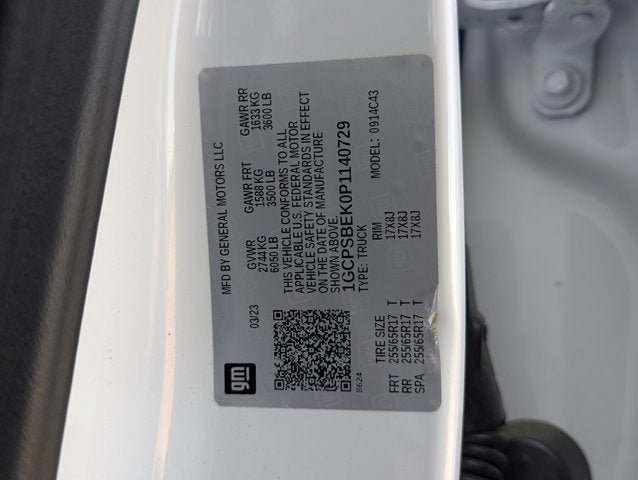 gm
MFD BY GENERAL MOTORS LLC
03/23 GVWR GAWR FRT GAWR RR
2744 KG 1588 KG 1633 KG
6050 LB 3500 LB 3600 LB
THIS VEHICLE CONFORMS TO ALL
APPLICABLE U.S. FEDERAL MOTOR
VEHICLE SAFETY STANDARDS IN EFFECT
ON THE DATE OF MANUFACTURE
SHOWN ABOVE.
1GCPSBEK0P1140729
TYPE: TRUCK MODEL: 0914C43
8624
TIRE SIZE RIM
FRT 255/65R17 T 17X8J
RR 255/65R17 T 17X8J
SPA 255/65R17 T 17X8J